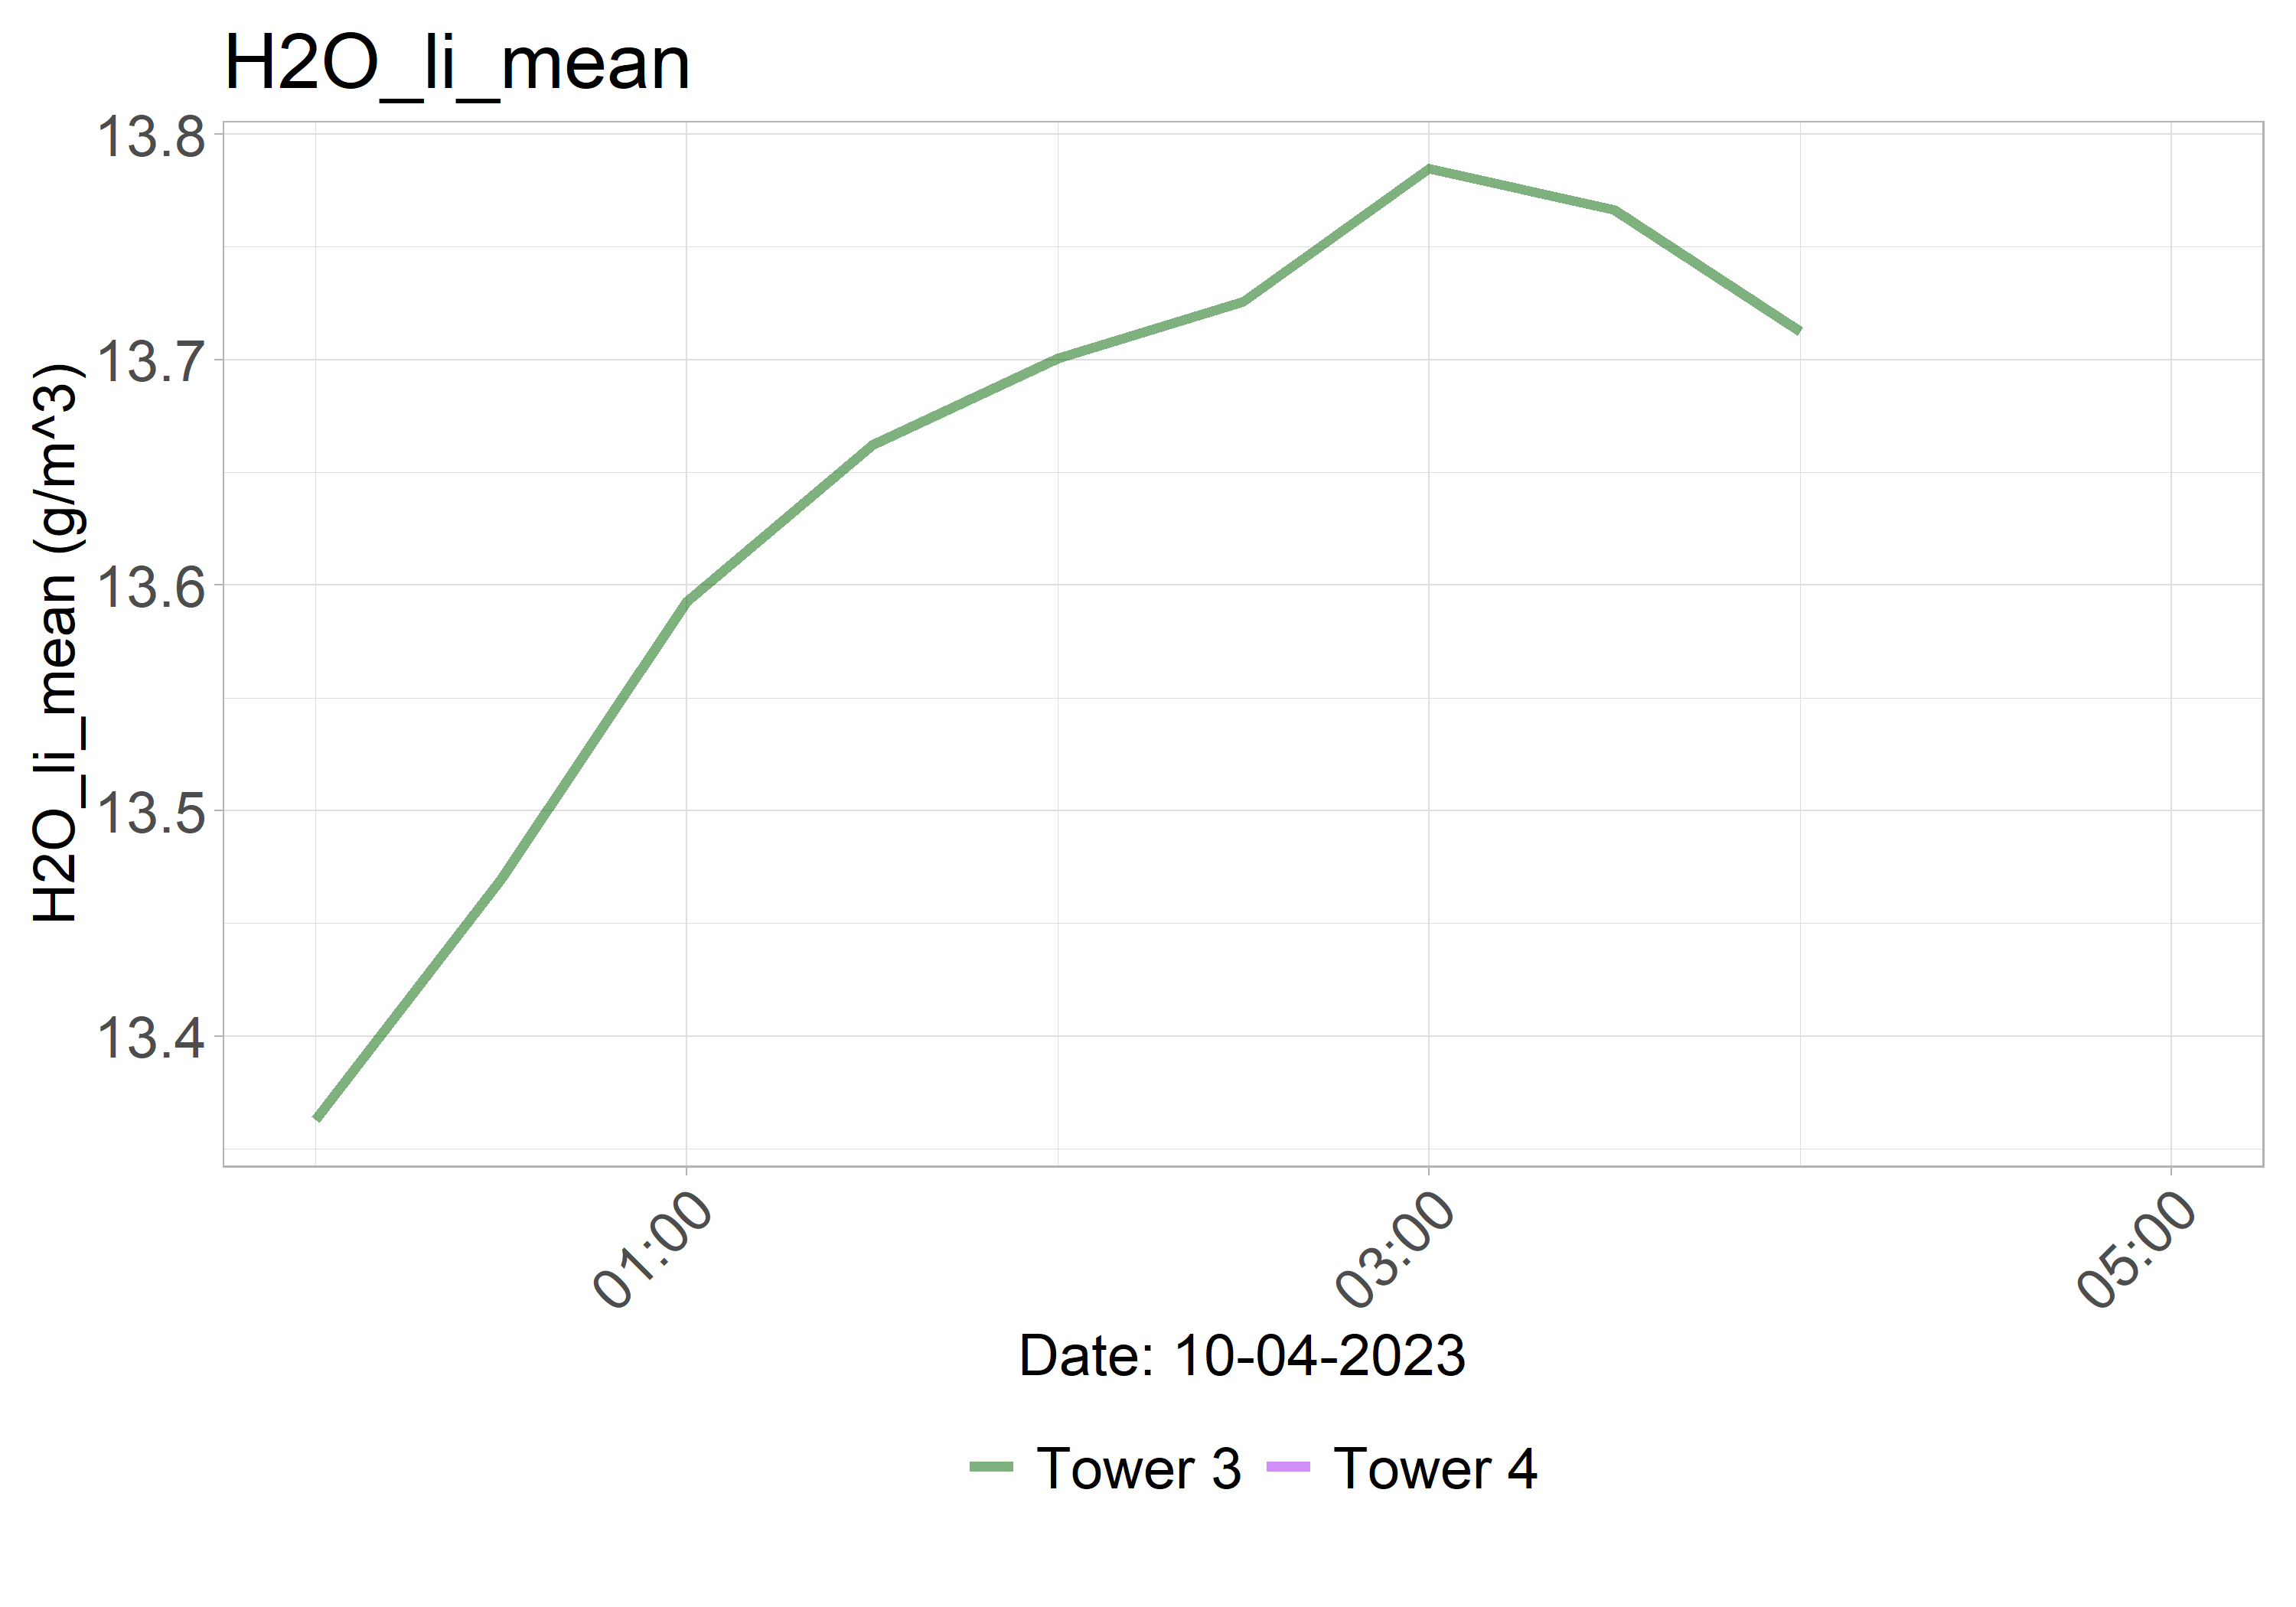 H2O_li_mean
13.8
13.7
13.6
13.5
13.4
H2O_li_mean (g/m^3)
01:00
03:00
05:00
Date: 10-04-2023
Tower 3
Tower 4